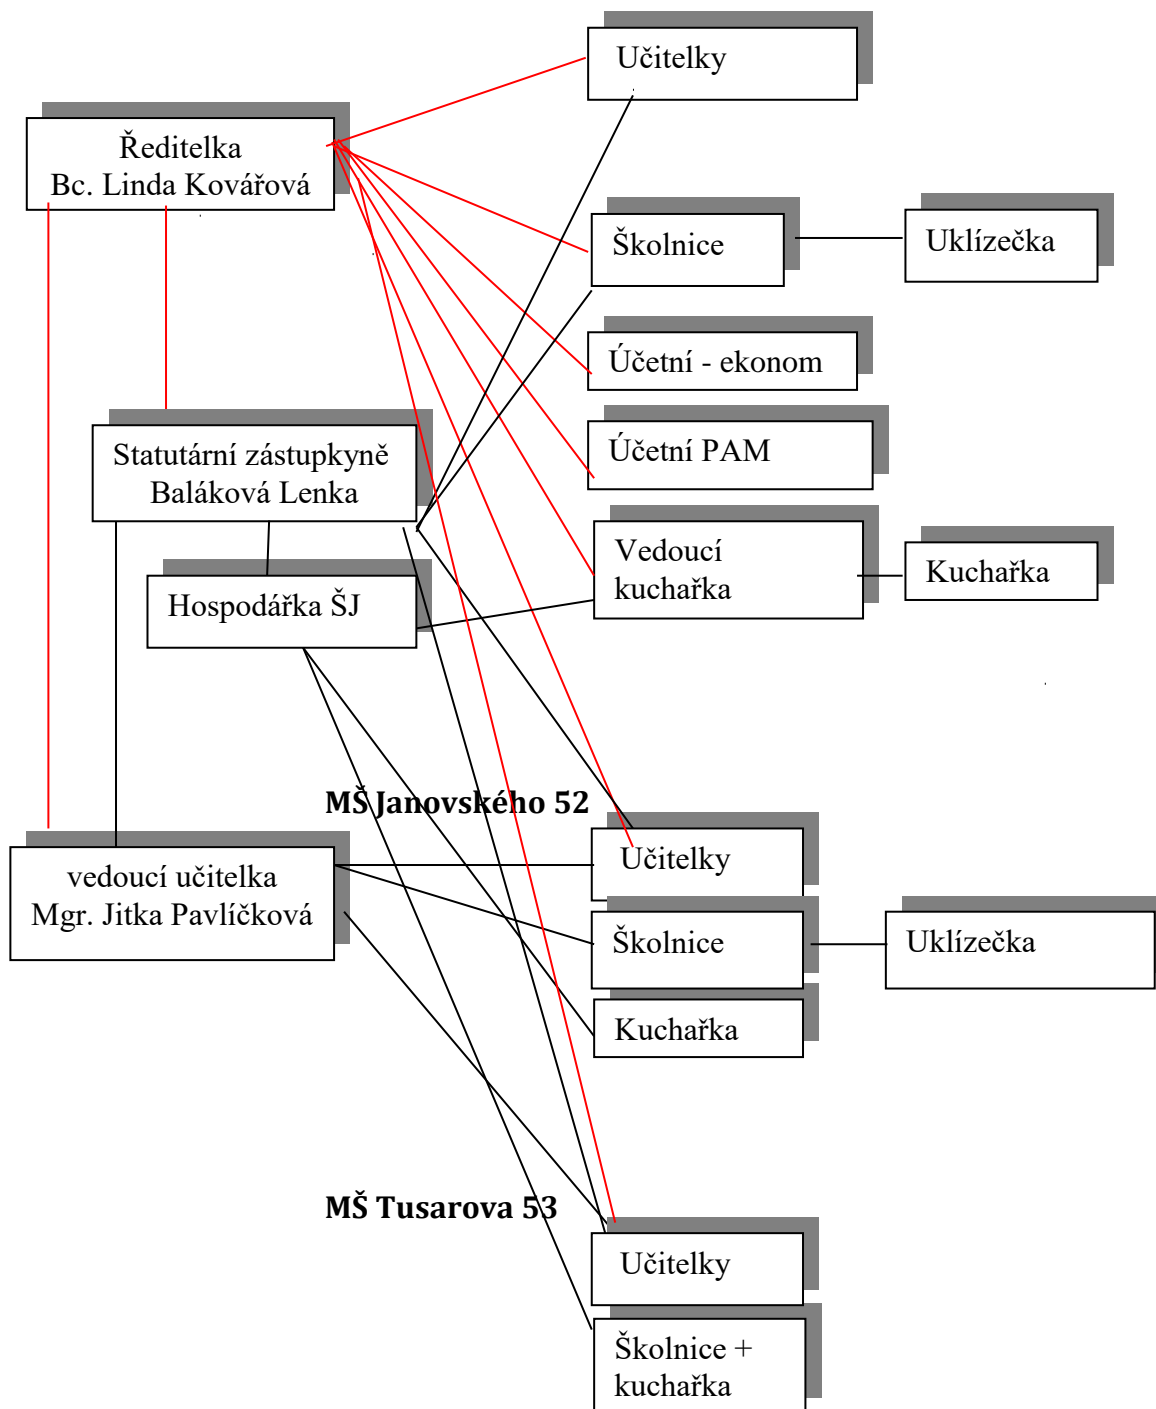 Učitelky
Ředitelka
Bc. Linda Kovářová
Školnice
Uklízečka
Účetní - ekonom
Statutární zástupkyně
Baláková Lenka
Účetní PAM
Vedoucí
kuchařka
Kuchařka
Hospodářka ŠJ
MŠ Janovského 52
vedoucí učitelka
Mgr. Jitka Pavlíčková
Učitelky
Školnice
Uklízečka
Kuchařka
MŠ Tusarova 53
Učitelky
Školnice +
kuchařka